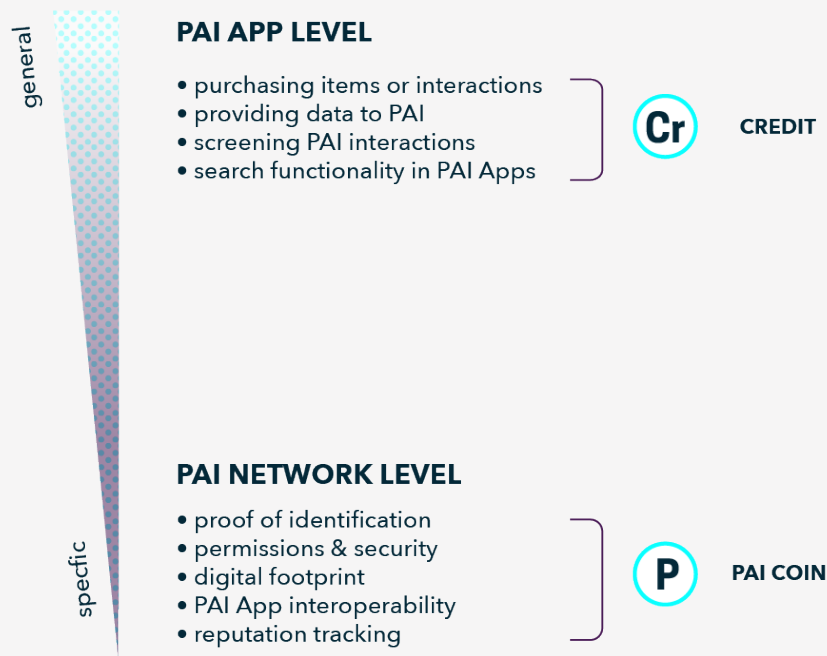 general
PAI APP LEVEL
• purchasing items or interactions
• providing data to PAI
• screening PAI interactions
• search functionality in PAI Apps
Cr
CREDIT
PAI NETWORK LEVEL
• proof of identification
• permissions & security
• digital footprint
• PAI App interoperability
• reputation tracking
P
PAI COIN
specfic